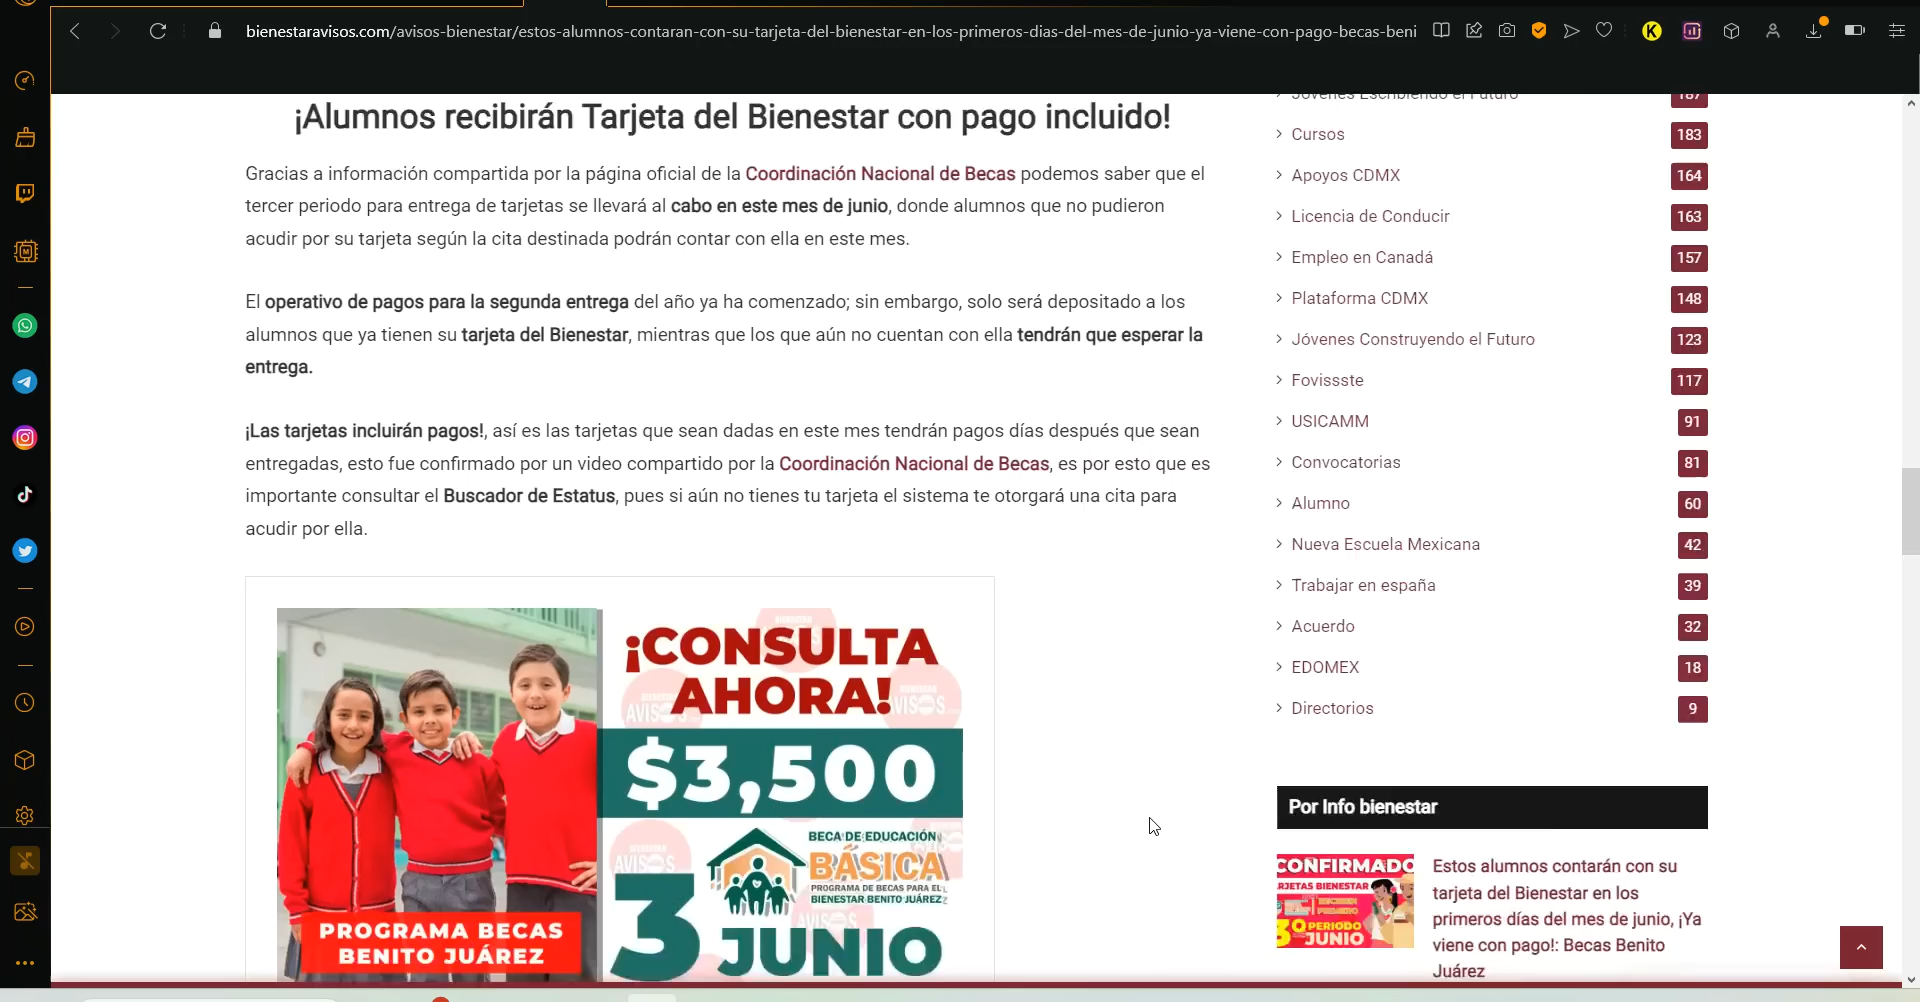 bienestaravisos.com/avisos-bienestar/estos-alumnos-contaran-con-su-tarjeta-del-bienestar-en-los-primeros-dias-del-mes-de-junio-ya-viene-con-pago-becas-beni
¡Alumnos recibirán Tarjeta del Bienestar con pago incluido!
Gracias a información compartida por la página oficial de la Coordinación Nacional de Becas podemos saber que el
tercer periodo para entrega de tarjetas se llevará al cabo en este mes de junio, donde alumnos que no pudieron
acudir por su tarjeta según la cita destinada podrán contar con ella en este mes.
El operativo de pagos para la segunda entrega del año ya ha comenzado; sin embargo, solo será depositado a los
alumnos que ya tienen su tarjeta del Bienestar, mientras que los que aún no cuentan con ella tendrán que esperar la
entrega.
¡Las tarjetas incluirán pagos!, así es las tarjetas que sean dadas en este mes tendrán pagos días después que sean
entregadas, esto fue confirmado por un video compartido por la Coordinación Nacional de Becas, es por esto que es
importante consultar el Buscador de Estatus, pues si aún no tienes tu tarjeta el sistema te otorgará una cita para
acudir por ella.
¡CONSULTA
AHORA!
$3,500
BECA DE EDUCACIÓN
BÁSICA
PROGRAMA DE BECAS PARA EL
BIENESTAR BENITO JUÁREZ
3 JUNIO
PROGRAMA BECAS
BENITO JUÁREZ
Jóvenes Escribiendo el Futuro 187
Cursos 183
Apoyos CDMX 164
Licencia de Conducir 163
Empleo en Canadá 157
Plataforma CDMX 148
Jóvenes Construyendo el Futuro 123
Fovissste 117
USICAMM 91
Convocatorias 81
Alumno 60
Nueva Escuela Mexicana 42
Trabajar en españa 39
Acuerdo 32
EDOMEX 18
Directorios 9
Por Info bienestar
CONFIRMADO
TARJETAS BIENESTAR
3º PERIODO
JUNIO
Estos alumnos contarán con su
tarjeta del Bienestar en los
primeros días del mes de junio, ¡Ya
viene con pago!: Becas Benito
Juárez